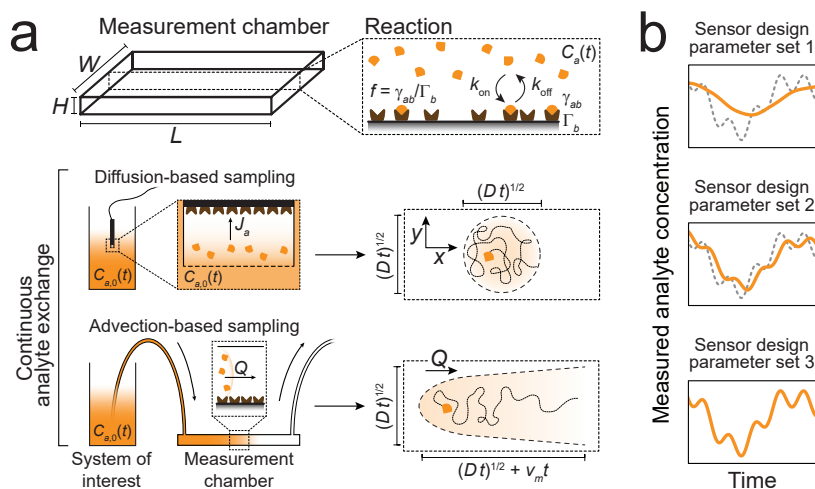 a
Measurement chamber
W
H
L
Reaction
C_a(t)
f = γ_ab/Γ_b
k_on
k_off
γ_ab
Γ_b
Continuous
analyte exchange
Diffusion-based sampling
C_a,0(t)
J_a
C_a,0(t)
(D t)^1/2
(D t)^1/2
y
x
Advection-based sampling
C_a,0(t)
Q
Q
(D t)^1/2
(D t)^1/2 + v_m t
System of
interest
Measurement
chamber
b
Measured analyte concentration
Sensor design
parameter set 1
Sensor design
parameter set 2
Sensor design
parameter set 3
Time